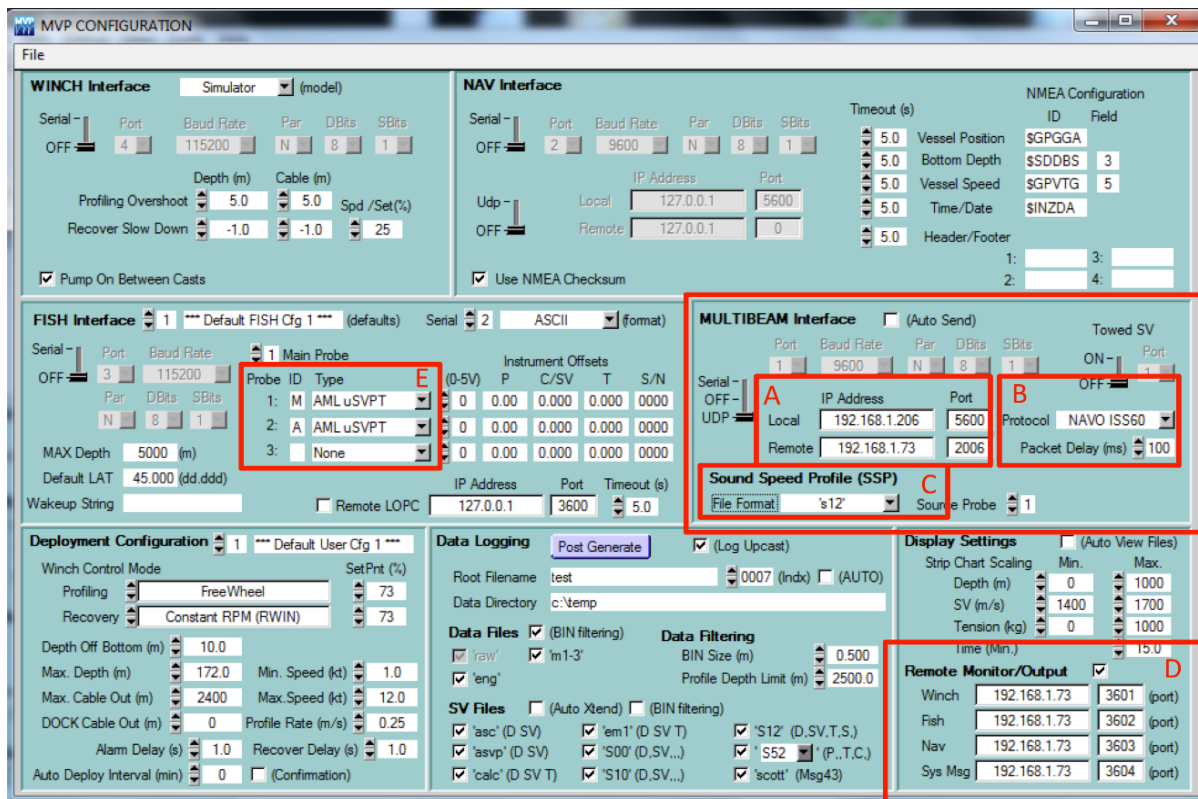 MVP CONFIGURATION
File
WINCH Interface Simulator (model)
Serial Port Baud Rate Par DBits SBits
OFF 4 115200 N 8 1
Depth (m) Cable (m)
Profiling Overshoot 5.0 5.0 Spd /Set(%)
Recover Slow Down -1.0 -1.0 25
Pump On Between Casts
NAV Interface
Serial Port Baud Rate Par DBits SBits
OFF 2 9600 N 8 1
IP Address Port
Udp Local 127.0.0.1 5600
OFF Remote 127.0.0.1 0
Use NMEA Checksum
NMEA Configuration
Timeout (s) ID Field
5.0 Vessel Position $GPGGA
5.0 Bottom Depth $SDDBS 3
5.0 Vessel Speed $GPVTG 5
5.0 Time/Date $INZDA
5.0 Header/Footer
1: 3:
2: 4:
FISH Interface 1 *** Default FISH Cfg 1 *** (defaults) Serial 2 ASCII (format)
Serial Port Baud Rate 1 Main Probe
OFF 3 115200
Par DBits SBits
N 8 1
Instrument Offsets
Probe ID Type E (0-5V) P C/SV T S/N
1: M AML uSVPT 0 0.00 0.000 0.000 0000
2: A AML uSVPT 0 0.00 0.000 0.000 0000
3: None 0 0.00 0.000 0.000 0000
MAX Depth 5000 (m)
Default LAT 45.000 (dd.ddd)
Wakeup String
IP Address Port Timeout (s)
Remote LOPC 127.0.0.1 3600 5.0
MULTIBEAM Interface (Auto Send)
Towed SV
Port Baud Rate Par DBits SBits
1 9600 N 8 1
ON Port
OFF 1
Serial
OFF
UDP
A IP Address Port
Local 192.168.1.206 5600
Remote 192.168.1.73 2006
B
Protocol NAVO ISS60
Packet Delay (ms) 100
Sound Speed Profile (SSP) C
File Format 's12' Source Probe 1
Deployment Configuration 1 *** Default User Cfg 1 ***
Winch Control Mode SetPnt (%)
Profiling FreeWheel 73
Recovery Constant RPM (RWIN) 73
Depth Off Bottom (m) 10.0
Max. Depth (m) 172.0 Min. Speed (kt) 1.0
Max. Cable Out (m) 2400 Max.Speed (kt) 12.0
DOCK Cable Out (m) 0 Profile Rate (m/s) 0.25
Alarm Delay (s) 1.0 Recover Delay (s) 1.0
Auto Deploy Interval (min) 0 (Confirmation)
Data Logging Post Generate (Log Upcast)
Root Filename test 0007 (Indx) (AUTO)
Data Directory c:\temp
Data Files (BIN filtering)
'raw' 'm1-3'
'eng'
Data Filtering
BIN Size (m) 0.500
Profile Depth Limit (m) 2500.0
SV Files (Auto Xtend) (BIN filtering)
'asc' (D SV) 'em1' (D SV T) 'S12' (D,SV,T,S,)
'asvp' (D SV) 'S00' (D,SV,,,) ' S52 ' (P,,T,C,)
'calc' (D SV T) 'S10' (D,SV,,,) 'scott' (Msg43)
Display Settings (Auto View Files)
Strip Chart Scaling Min. Max.
Depth (m) 0 1000
SV (m/s) 1400 1700
Tension (kg) 0 1000
Time (Min.) 15.0
Remote Monitor/Output D
Winch 192.168.1.73 3601 (port)
Fish 192.168.1.73 3602 (port)
Nav 192.168.1.73 3603 (port)
Sys Msg 192.168.1.73 3604 (port)